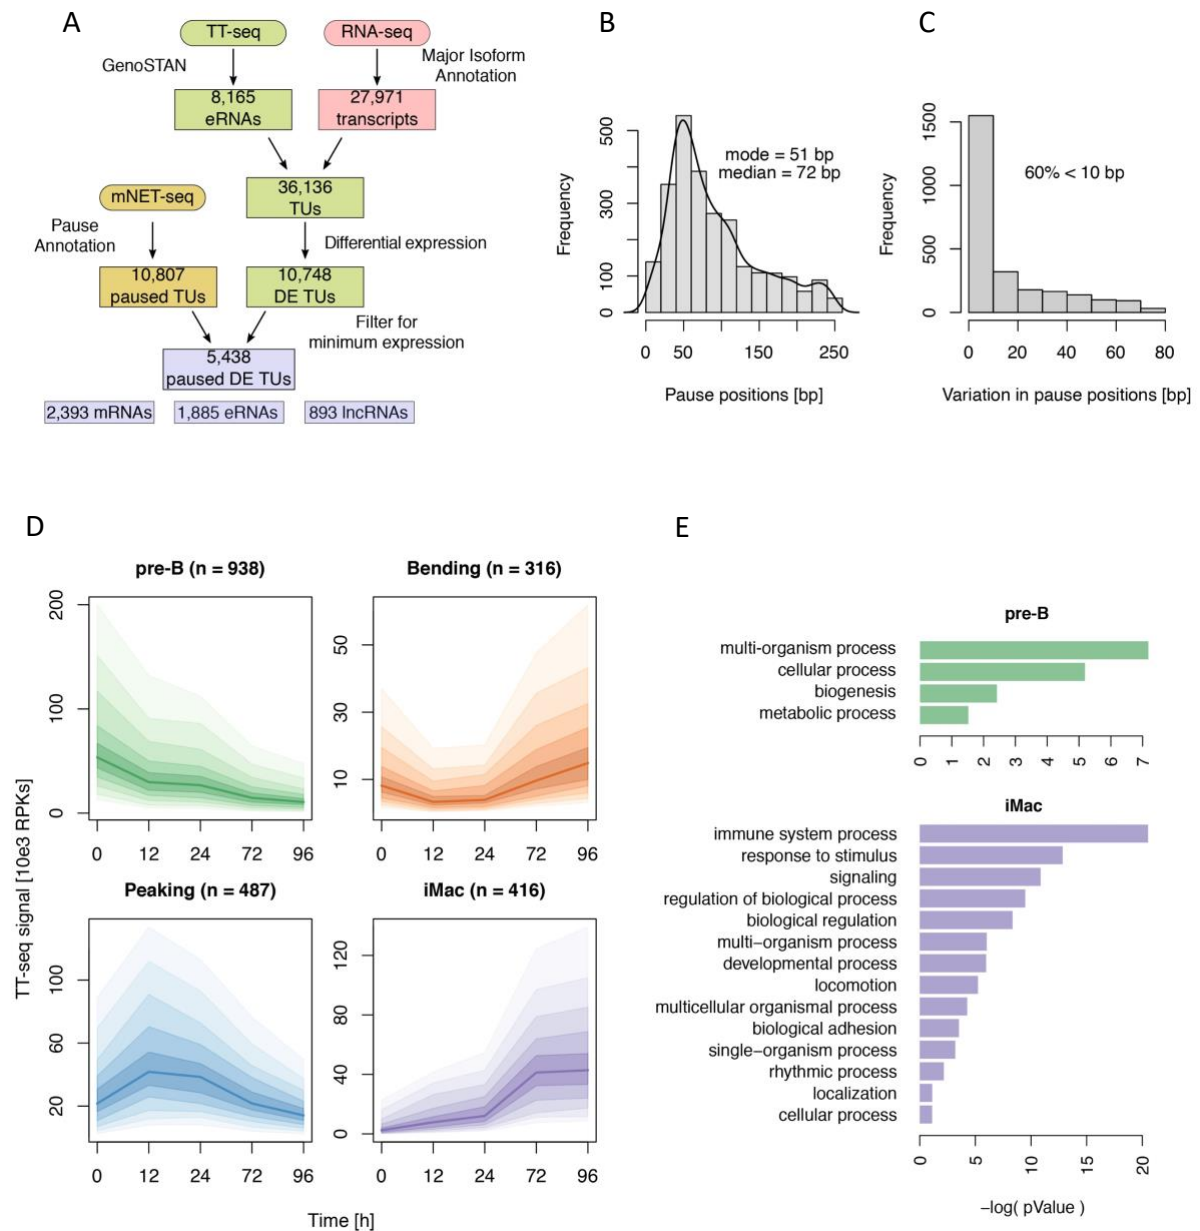 A
TT-seq
RNA-seq
GenoSTAN
Major Isoform
Annotation
8,165
eRNAs
27,971
transcripts
mNET-seq
36,136
TUs
Pause
Annotation
Differential expression
10,807
paused TUs
10,748
DE TUs
Filter for
minimum expression
5,438
paused DE TUs
2,393 mRNAs
1,885 eRNAs
893 lncRNAs
B
mode = 51 bp
median = 72 bp
Frequency
0 100 300 500
0 50 150 250
Pause positions [bp]
C
60% < 10 bp
Frequency
0 500 1000 1500
0 20 40 60 80
Variation in pause positions [bp]
D
pre-B (n = 938)
0 100 200
0 12 24 72 96
Bending (n = 316)
10 30 50
0 12 24 72 96
Peaking (n = 487)
20 60 100
0 12 24 72 96
iMac (n = 416)
0 40 80 120
0 12 24 72 96
TT-seq signal [10e3 RPKs]
Time [h]
E
pre-B
multi-organism process
cellular process
biogenesis
metabolic process
0 1 2 3 4 5 6 7
iMac
immune system process
response to stimulus
signaling
regulation of biological process
biological regulation
multi−organism process
developmental process
locomotion
multicellular organismal process
biological adhesion
single−organism process
rhythmic process
localization
cellular process
0 5 10 15 20
−log( pValue )